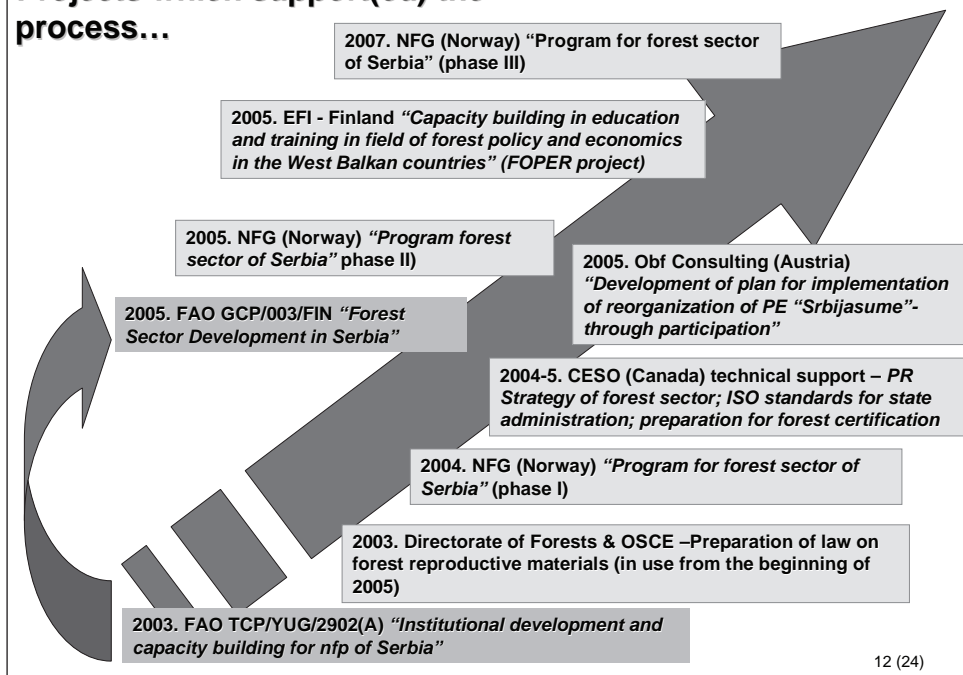 Projects which support(ed) the
process…
2007. NFG (Norway) “Program for forest sector
of Serbia” (phase III)
2005. EFI - Finland “Capacity building in education
and training in field of forest policy and economics
in the West Balkan countries” (FOPER project)
2005. NFG (Norway) “Program forest
sector of Serbia” phase II)
2005. Obf Consulting (Austria)
“Development of plan for implementation
of reorganization of PE “Srbijasume”-
through participation”
2005. FAO GCP/003/FIN “Forest
Sector Development in Serbia”
2004-5. CESO (Canada) technical support – PR
Strategy of forest sector; ISO standards for state
administration; preparation for forest certification
2004. NFG (Norway) “Program for forest sector of
Serbia” (phase I)
2003. Directorate of Forests & OSCE –Preparation of law on
forest reproductive materials (in use from the beginning of
2005)
2003. FAO TCP/YUG/2902(A) “Institutional development and
capacity building for nfp of Serbia”
12 (24)